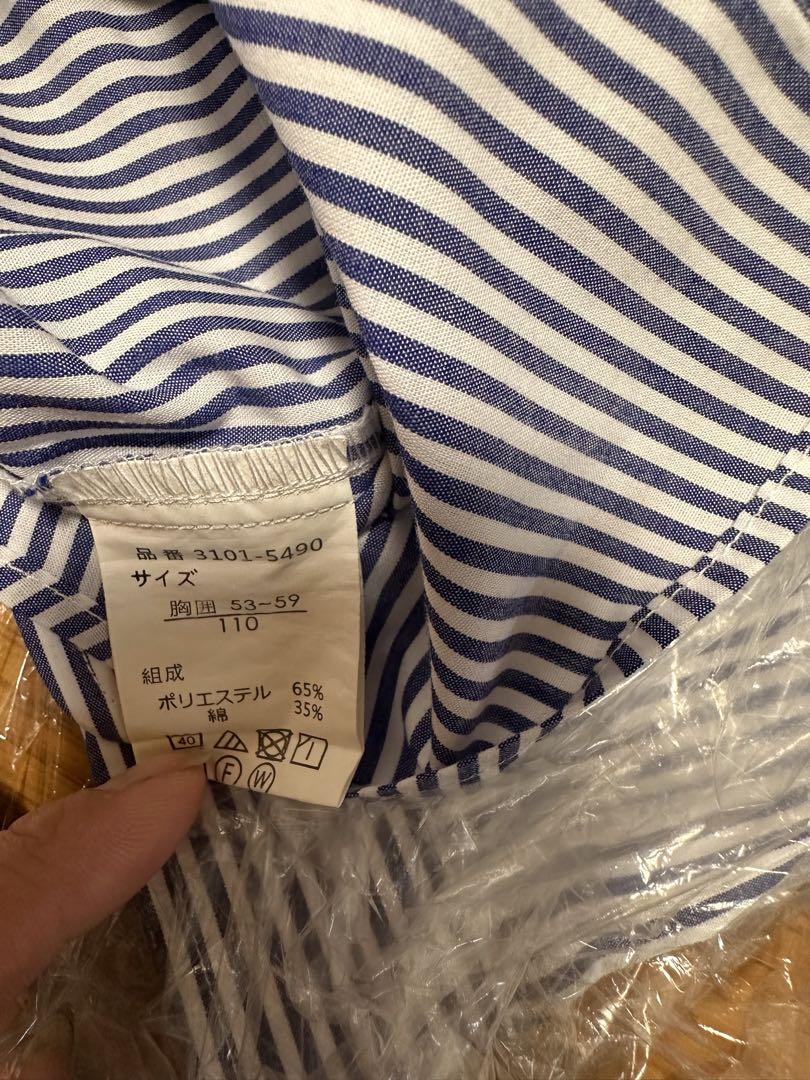 品番 3101-5490
サイズ
胸囲 53~59
110
組成
ポリエステル 65%
綿 35%
40
F W